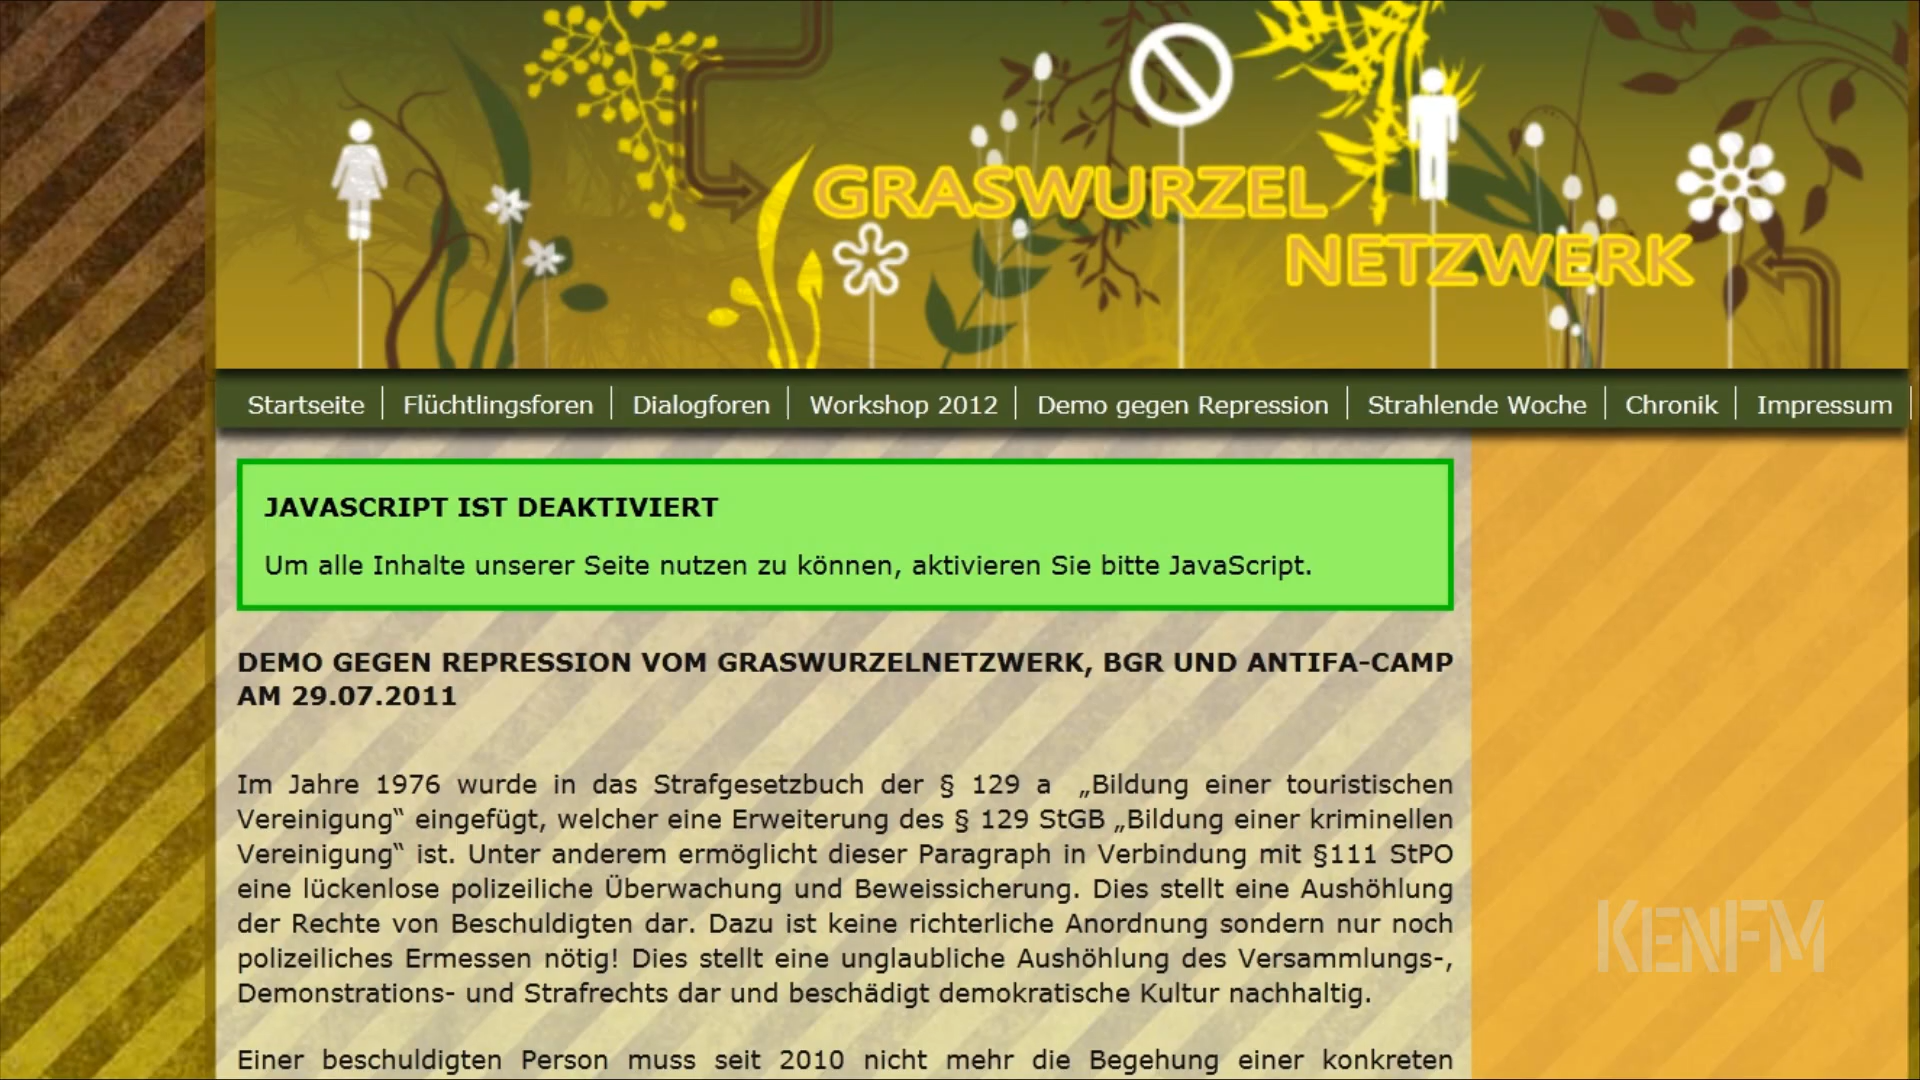 GRASWURZEL
NETZWERK
Startseite Flüchtlingsforen Dialogforen Workshop 2012 Demo gegen Repression Strahlende Woche Chronik Impressum
JAVASCRIPT IST DEAKTIVIERT
Um alle Inhalte unserer Seite nutzen zu können, aktivieren Sie bitte JavaScript.
DEMO GEGEN REPRESSION VOM GRASWURZELNETZWERK, BGR UND ANTIFA-CAMP
AM 29.07.2011
Im Jahre 1976 wurde in das Strafgesetzbuch der § 129 a „Bildung einer touristischen
Vereinigung“ eingefügt, welcher eine Erweiterung des § 129 StGB „Bildung einer kriminellen
Vereinigung“ ist. Unter anderem ermöglicht dieser Paragraph in Verbindung mit §111 StPO
eine lückenlose polizeiliche Überwachung und Beweissicherung. Dies stellt eine Aushöhlung
der Rechte von Beschuldigten dar. Dazu ist keine richterliche Anordnung sondern nur noch
polizeiliches Ermessen nötig! Dies stellt eine unglaubliche Aushöhlung des Versammlungs-,
Demonstrations- und Strafrechts dar und beschädigt demokratische Kultur nachhaltig.
Einer beschuldigten Person muss seit 2010 nicht mehr die Begehung einer konkreten
KENFM